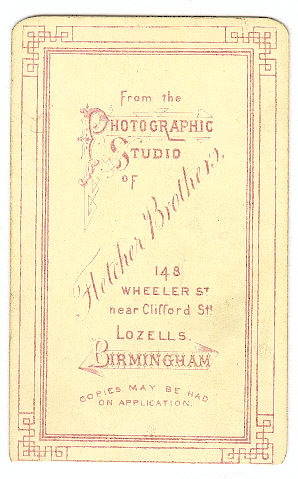 From the
PHOTOGRAPHIC
STUDIO
OF
Fletcher Brothers,
148
WHEELER ST
near Clifford St!
LOZELLS.
BIRMINGHAM
COPIES MAY BE HAD
ON APPLICATION.